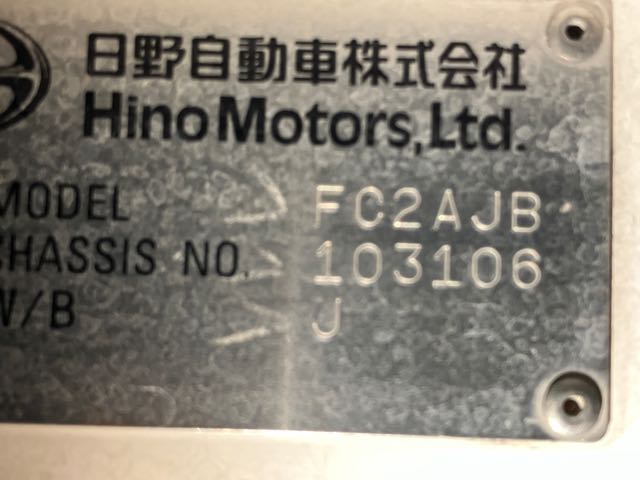 日野自動車株式会社
Hino Motors, Ltd.
MODEL FC2AJB
CHASSIS NO. 103106
W/B J